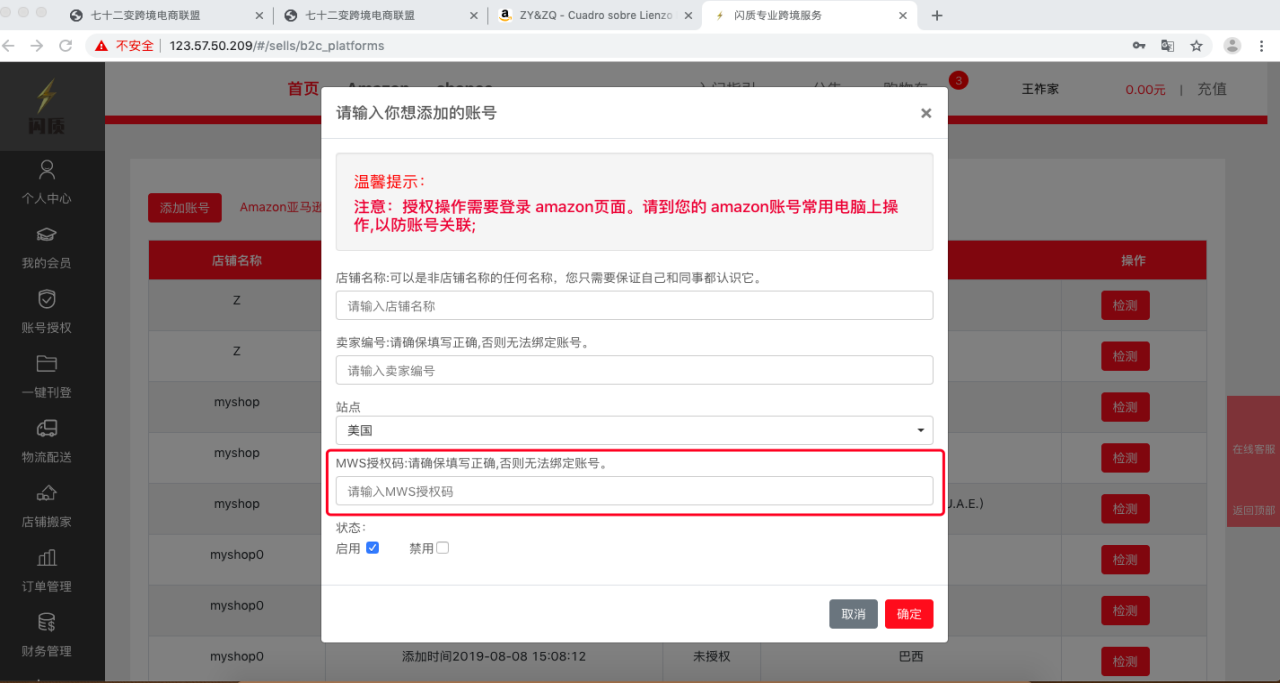 七十二变跨境电商联盟
七十二变跨境电商联盟
ZY&ZQ - Cuadro sobre Lienzo
闪质专业跨境服务
不安全
123.57.50.209/#/sells/b2c_platforms
闪质
首页
3
王祚家
0.00元 | 充值
个人中心
我的会员
账号授权
一键刊登
物流配送
店铺搬家
订单管理
财务管理
请输入你想添加的账号
×
温馨提示:
注意：授权操作需要登录 amazon页面。请到您的 amazon账号常用电脑上操
作,以防账号关联;
店铺名称:可以是非店铺名称的任何名称，您只需要保证自己和同事都认识它。
请输入店铺名称
卖家编号:请确保填写正确,否则无法绑定账号。
请输入卖家编号
站点
美国
MWS授权码:请确保填写正确,否则无法绑定账号。
请输入MWS授权码
状态:
启用 禁用
取消 确定
添加账号 Amazon亚马逊
店铺名称 操作
Z 检测
Z 检测
myshop 检测
myshop 检测
myshop J.A.E.) 检测
myshop0 检测
myshop0 检测
myshop0 添加时间2019-08-08 15:08:12 未授权 巴西 检测
在线客服
返回顶部